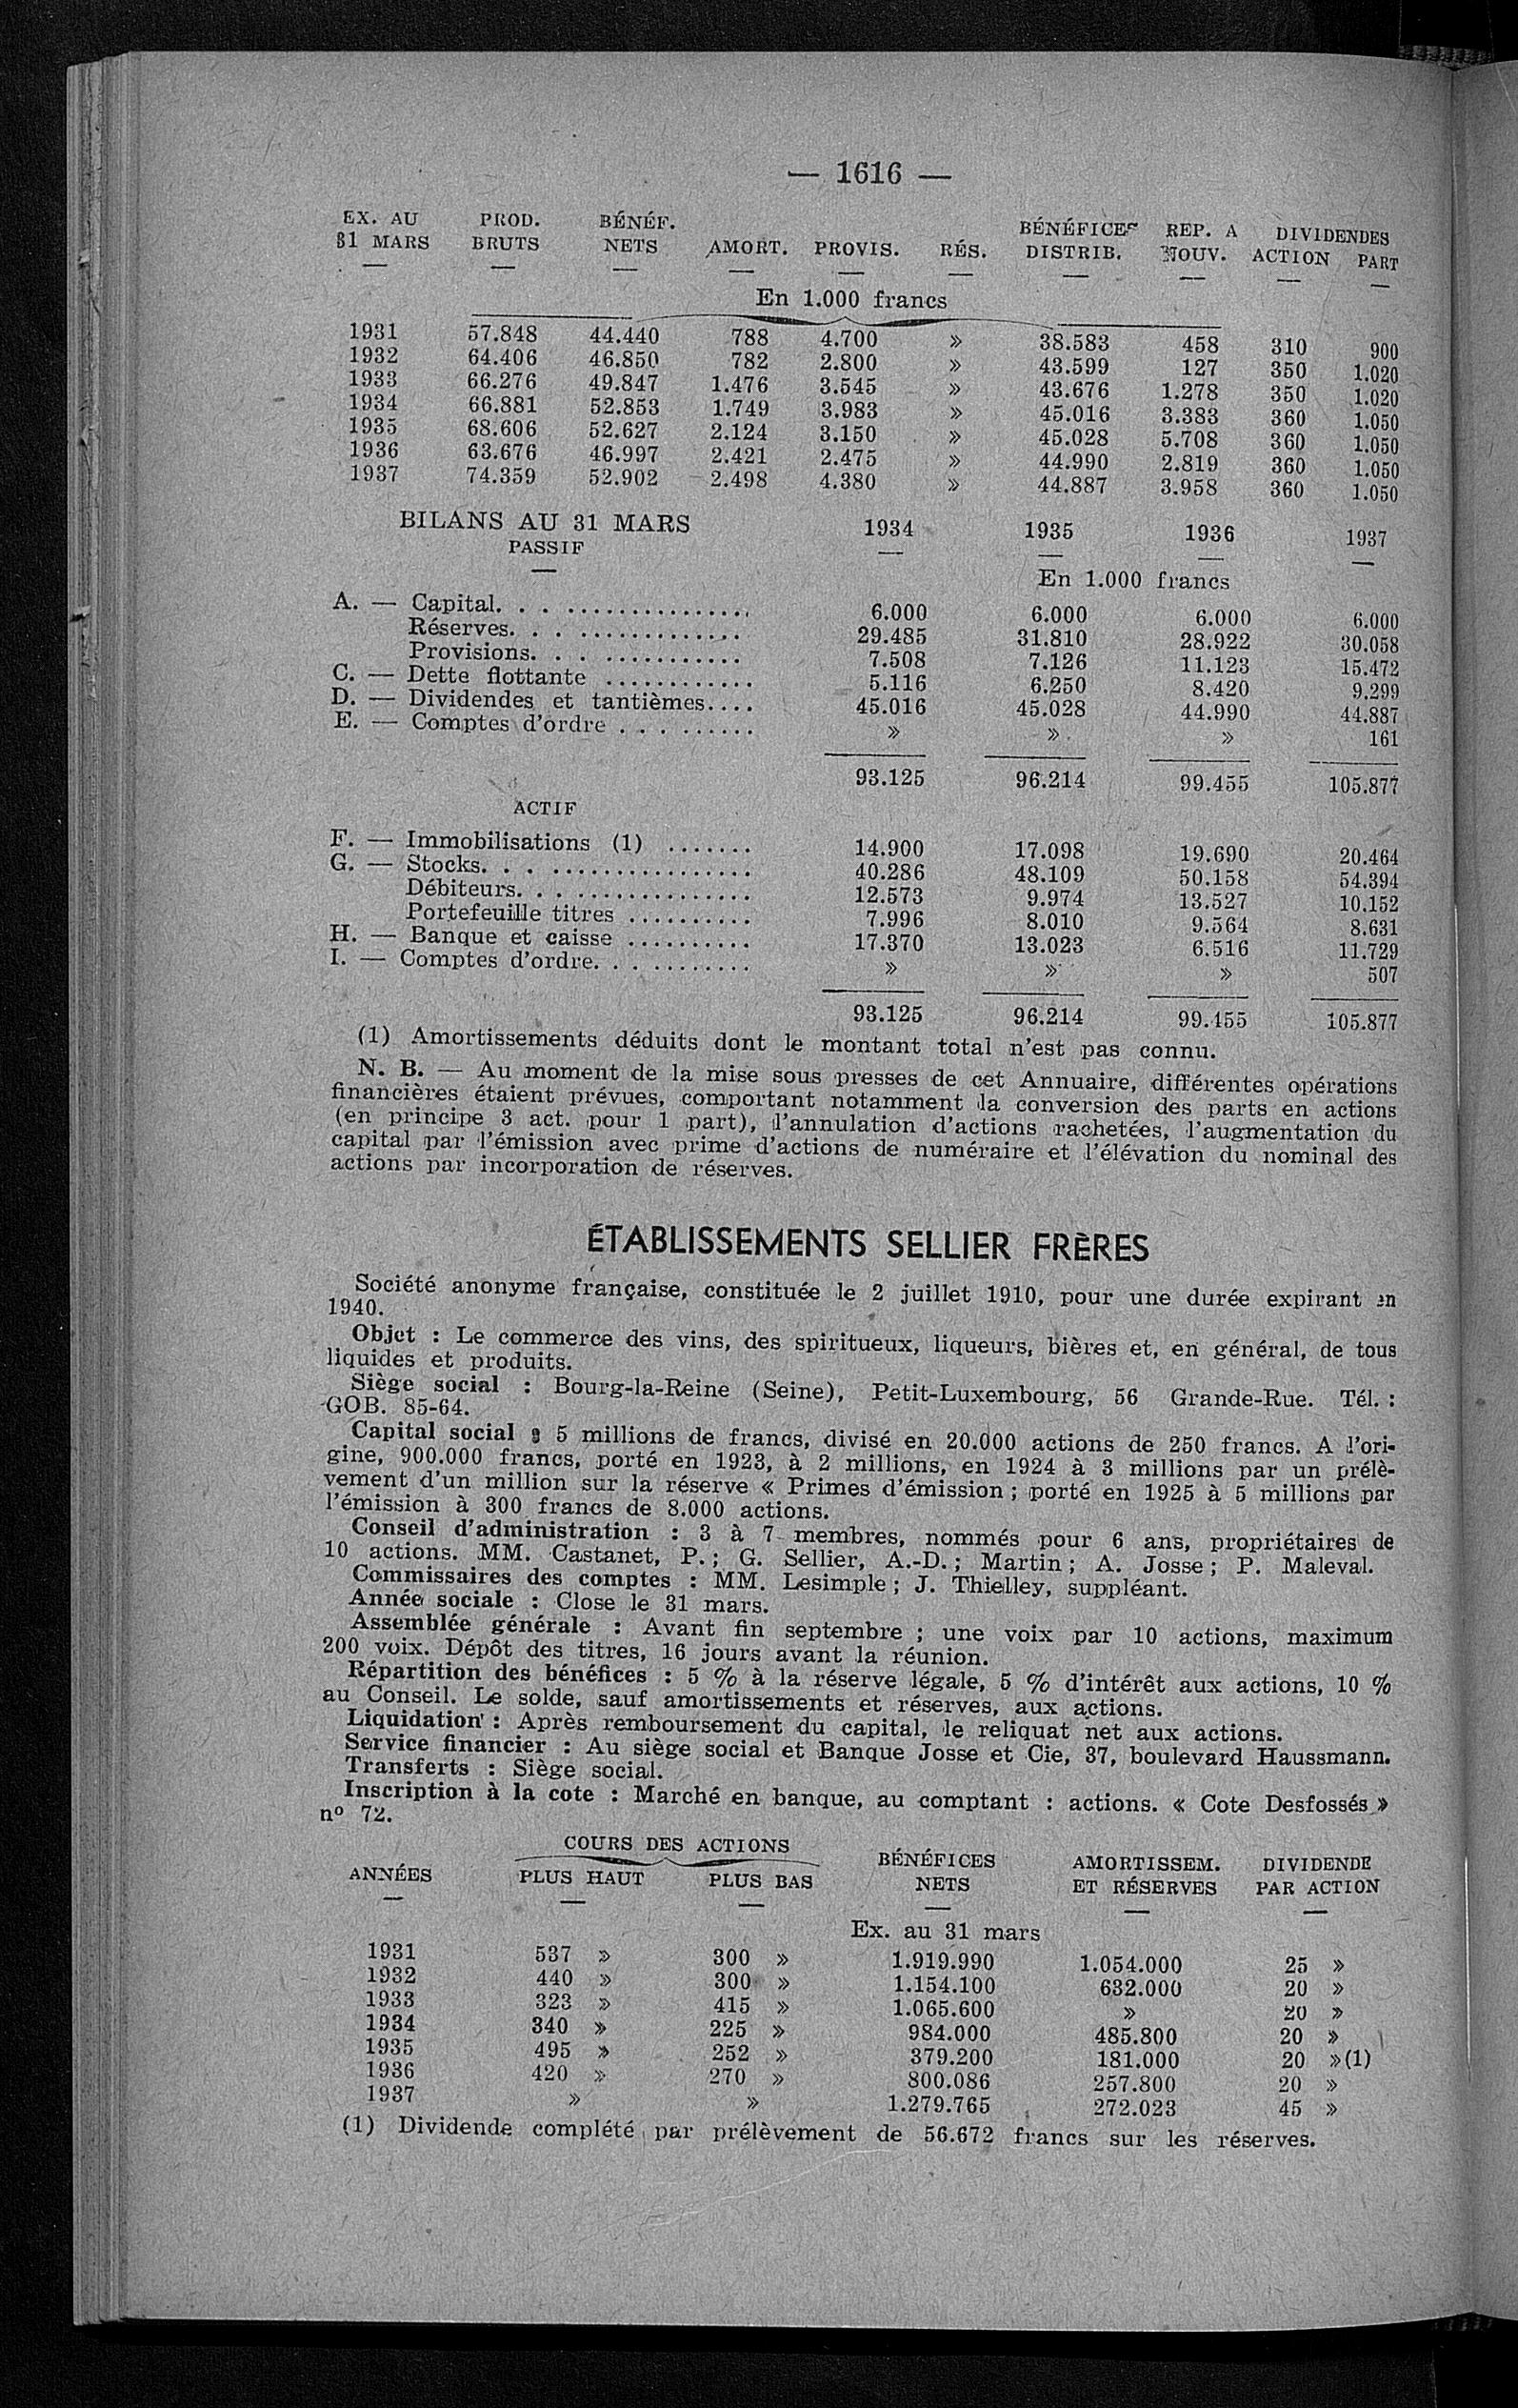 — 1616 —
EX. AU PROD. BÉNÉF. BÉNÉFICES REP. A DIVIDENDES
31 MARS BRUTS NETS AMORT. PROVIS. RÉS. DISTRIB. NOUV. ACTION PART
En 1.000 francs
1931 57.848 44.440 788 4.700 » 38.583 458 310 900
1932 64.406 46.850 782 2.800 » 43.599 127 350 1.020
1933 66.276 49.847 1.476 3.545 » 43.676 1.278 350 1.020
1934 66.881 52.853 1.749 3.983 » 45.016 3.383 360 1.050
1935 68.606 52.627 2.124 3.150 » 45.028 5.708 360 1.050
1936 63.676 46.997 2.421 2.475 » 44.990 2.819 360 1.050
1937 74.359 52.902 2.498 4.380 » 44.887 3.958 360 1.050
BILANS AU 31 MARS 1934 1935 1936 1937
PASSIF
En 1.000 francs
A. — Capital. . . . . . . . . . . . . . . . . . 6.000 6.000 6.000 6.000
Réserves. . . . . . . . . . . . . . . . 29.485 31.810 28.922 30.058
Provisions. . . . . . . . . . . . . . . 7.508 7.126 11.123 15.472
C. — Dette flottante . . . . . . . . . . . . 5.116 6.250 8.420 9.299
D. — Dividendes et tantièmes.... 45.016 45.028 44.990 44.887
E. — Comptes d'ordre . . . . . . . . . » » » 161
93.125 96.214 99.455 105.877
ACTIF
F. — Immobilisations (1) ....... 14.900 17.098 19.690 20.464
G. — Stocks. . . . . . . . . . . . . . . . . . . 40.286 48.109 50.158 54.394
Débiteurs. . . . . . . . . . . . . . . . . 12.573 9.974 13.527 10.152
Portefeuille titres .......... 7.996 8.010 9.564 8.631
H. — Banque et caisse .......... 17.370 13.023 6.516 11.729
I. — Comptes d'ordre. . . . . . . . . . . » » » 507
93.125 96.214 99.455 105.877
(1) Amortissements déduits dont le montant total n'est pas connu.
N. B. — Au moment de la mise sous presses de cet Annuaire, différentes opérations
financières étaient prévues, comportant notamment la conversion des parts en actions
(en principe 3 act. pour 1 part), l'annulation d'actions rachetées, l'augmentation du
capital par l'émission avec prime d'actions de numéraire et l'élévation du nominal des
actions par incorporation de réserves.
ÉTABLISSEMENTS SELLIER FRÈRES
Société anonyme française, constituée le 2 juillet 1910, pour une durée expirant en
1940.
Objet : Le commerce des vins, des spiritueux, liqueurs, bières et, en général, de tous
liquides et produits.
Siège social : Bourg-la-Reine (Seine), Petit-Luxembourg, 56 Grande-Rue. Tél. :
GOB. 85-64.
Capital social : 5 millions de francs, divisé en 20.000 actions de 250 francs. A l'ori-
gine, 900.000 francs, porté en 1923, à 2 millions, en 1924 à 3 millions par un prélè-
vement d'un million sur la réserve « Primes d'émission ; porté en 1925 à 5 millions par
l'émission à 300 francs de 8.000 actions.
Conseil d'administration : 3 à 7 membres, nommés pour 6 ans, propriétaires de
10 actions. MM. Castanet, P. ; G. Sellier, A.-D. ; Martin ; A. Josse ; P. Maleval.
Commissaires des comptes : MM. Lesimple ; J. Thielley, suppléant.
Année sociale : Close le 31 mars.
Assemblée générale : Avant fin septembre ; une voix par 10 actions, maximum
200 voix. Dépôt des titres, 16 jours avant la réunion.
Répartition des bénéfices : 5 % à la réserve légale, 5 % d'intérêt aux actions, 10 %
au Conseil. Le solde, sauf amortissements et réserves, aux actions.
Liquidation : Après remboursement du capital, le reliquat net aux actions.
Service financier : Au siège social et Banque Josse et Cie, 37, boulevard Haussmann.
Transferts : Siège social.
Inscription à la cote : Marché en banque, au comptant : actions. « Cote Desfossés »
nº 72.
COURS DES ACTIONS BÉNÉFICES AMORTISSEM. DIVIDENDE
ANNÉES PLUS HAUT PLUS BAS NETS ET RÉSERVES PAR ACTION
Ex. au 31 mars
1931 537 » 300 » 1.919.990 1.054.000 25 »
1932 440 » 300 » 1.154.100 632.000 20 »
1933 323 » 415 » 1.065.600 » 20 »
1934 340 » 225 » 984.000 485.800 20 »
1935 495 » 252 » 379.200 181.000 20 »(1)
1936 420 » 270 » 800.086 257.800 20 »
1937 » » 1.279.765 272.023 45 »
(1) Dividende complété par prélèvement de 56.672 francs sur les réserves.